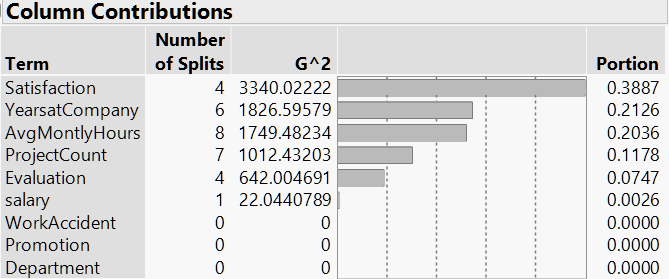 Column Contributions
Number
Term of Splits G^2 Portion
Satisfaction 4 3340.02222 0.3887
YearsatCompany 6 1826.59579 0.2126
AvgMontlyHours 8 1749.48234 0.2036
ProjectCount 7 1012.43203 0.1178
Evaluation 4 642.004691 0.0747
salary 1 22.0440789 0.0026
WorkAccident 0 0 0.0000
Promotion 0 0 0.0000
Department 0 0 0.0000